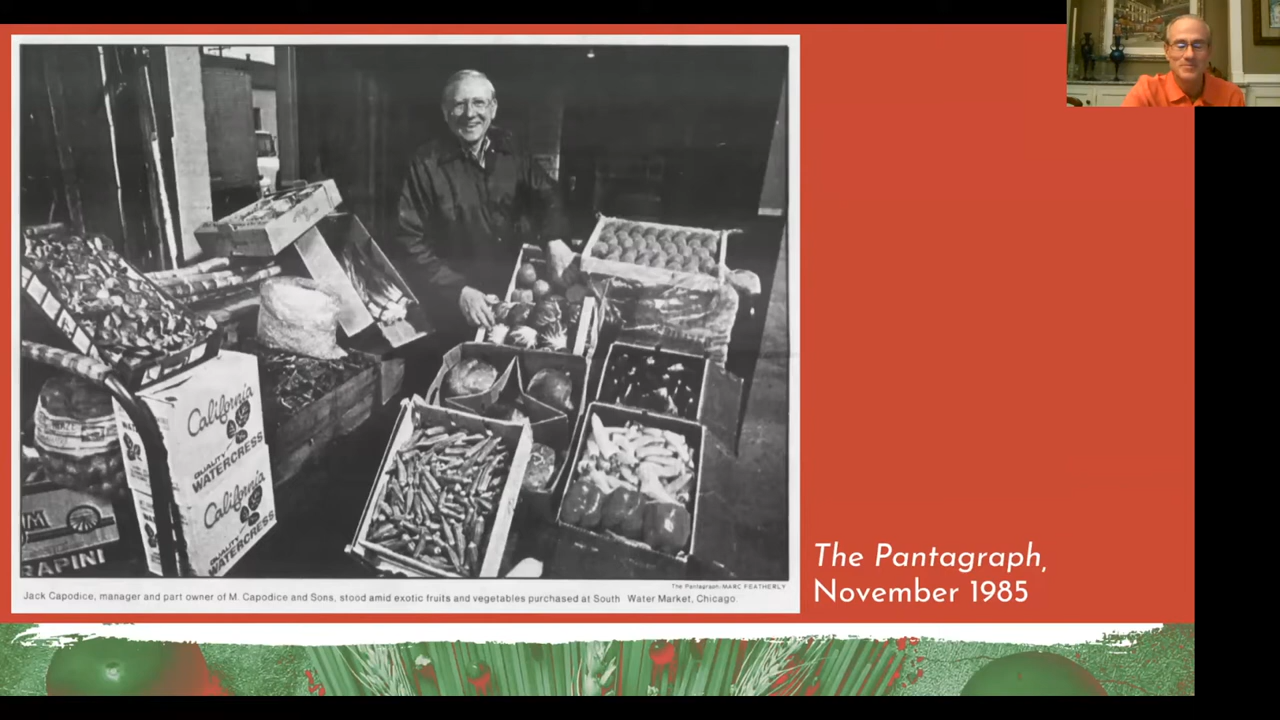 California
QUALITY
WATERCRESS
California
QUALITY
WATERCRESS
RAPINI
The Pantagraph/MARC FEATHERLY
Jack Capodice, manager and part owner of M. Capodice and Sons, stood amid exotic fruits and vegetables purchased at South Water Market, Chicago.
The Pantagraph,
November 1985